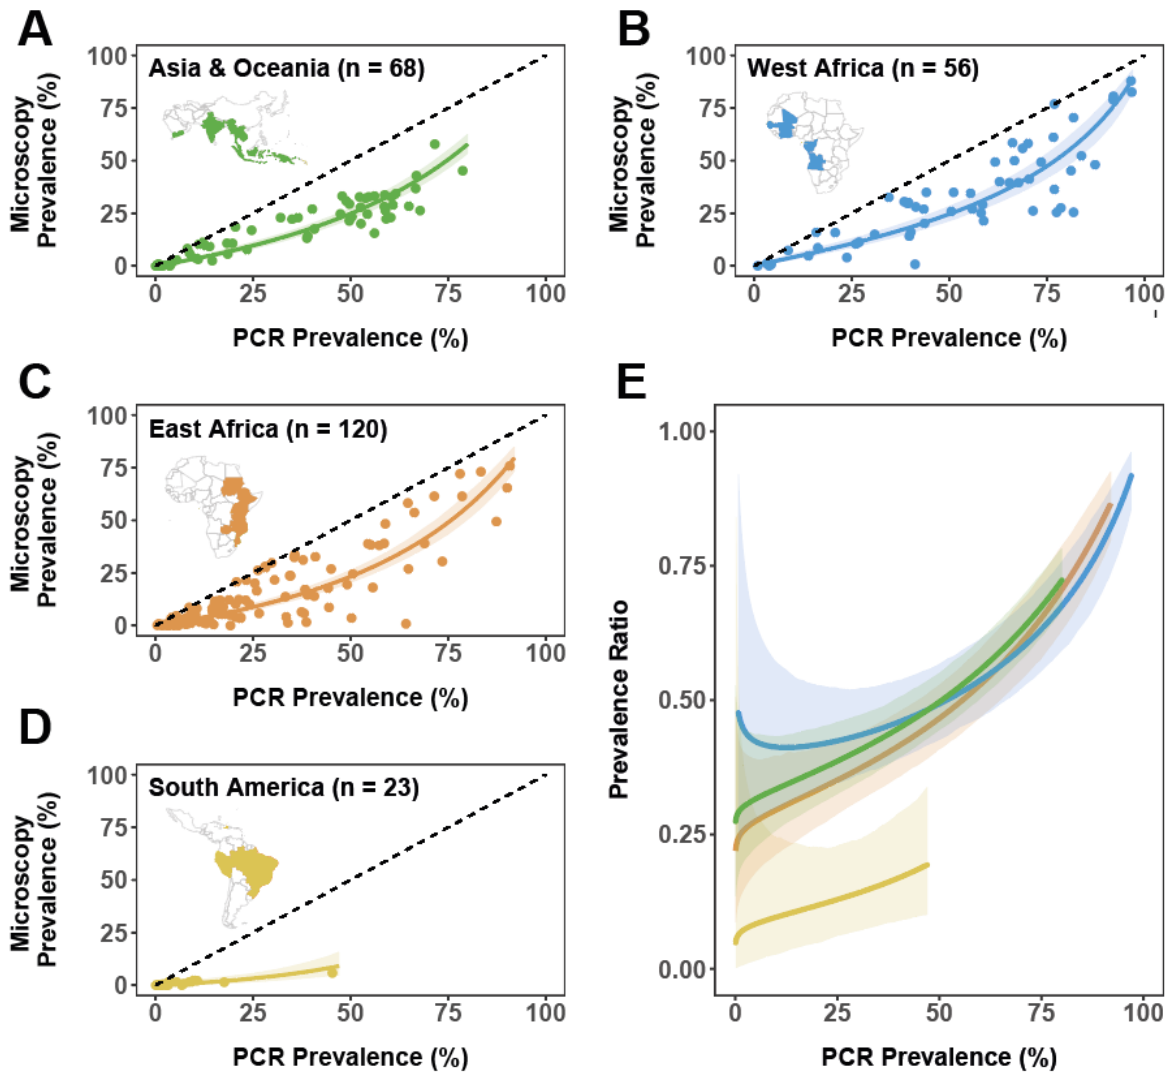 A
Asia & Oceania (n = 68)
Microscopy
Prevalence (%)
100
75
50
25
0
0 25 50 75 100
PCR Prevalence (%)
B
West Africa (n = 56)
Microscopy
Prevalence (%)
100
75
50
25
0
0 25 50 75 100
PCR Prevalence (%)
C
East Africa (n = 120)
Microscopy
Prevalence (%)
100
75
50
25
0
0 25 50 75 100
PCR Prevalence (%)
D
South America (n = 23)
Microscopy
Prevalence (%)
100
75
50
25
0
0 25 50 75 100
PCR Prevalence (%)
E
Prevalence Ratio
1.00
0.75
0.50
0.25
0.00
0 25 50 75 100
PCR Prevalence (%)